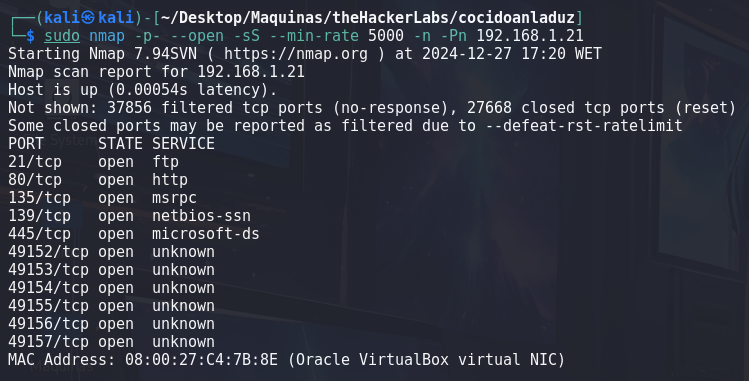 ┌──(kali㉿kali)-[~/Desktop/Maquinas/theHackerLabs/cocidoanladuz]
└─$ sudo nmap -p- --open -sS --min-rate 5000 -n -Pn 192.168.1.21
Starting Nmap 7.94SVN ( https://nmap.org ) at 2024-12-27 17:20 WET
Nmap scan report for 192.168.1.21
Host is up (0.00054s latency).
Not shown: 37856 filtered tcp ports (no-response), 27668 closed tcp ports (reset)
Some closed ports may be reported as filtered due to --defeat-rst-ratelimit
PORT      STATE SERVICE
21/tcp    open  ftp
80/tcp    open  http
135/tcp   open  msrpc
139/tcp   open  netbios-ssn
445/tcp   open  microsoft-ds
49152/tcp open  unknown
49153/tcp open  unknown
49154/tcp open  unknown
49155/tcp open  unknown
49156/tcp open  unknown
49157/tcp open  unknown
MAC Address: 08:00:27:C4:7B:8E (Oracle VirtualBox virtual NIC)